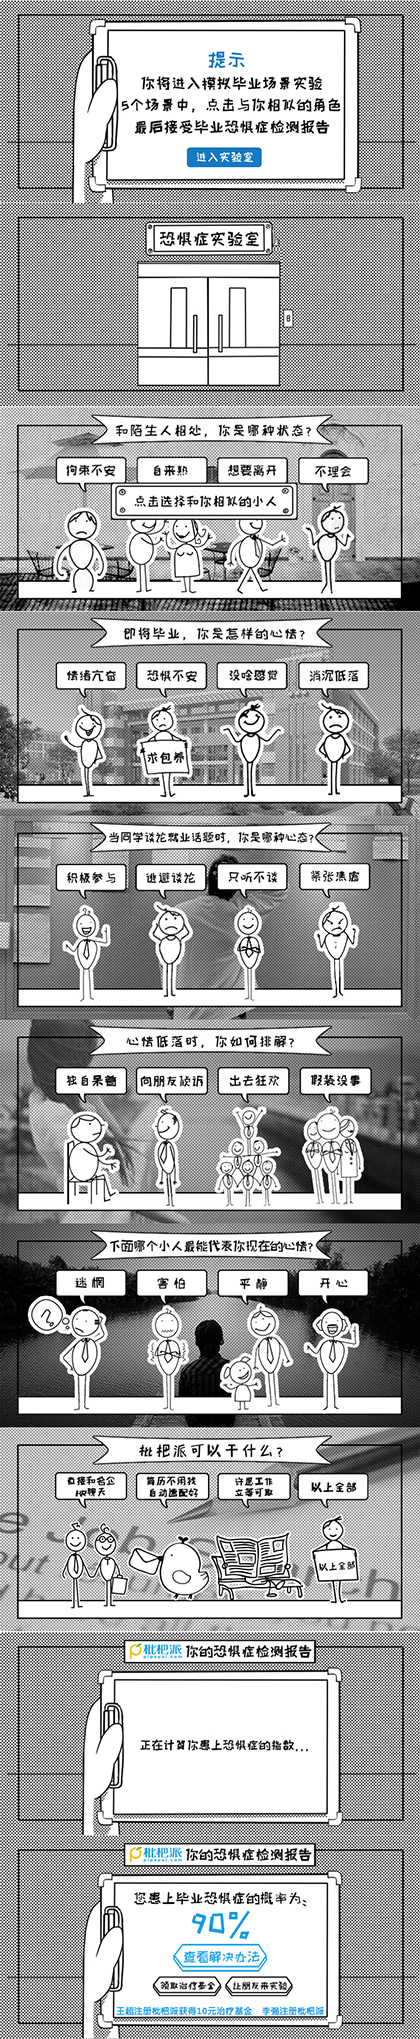 提示
你将进入模拟毕业场景实验
5个场景中，点击与你相似的角色
最后接受毕业恐惧症检测报告
进入实验室
恐惧症实验室
和陌生人相处，你是哪种状态?
拘束不安 自来熟 想要离开 不理会
点击选择和你相似的小人
即将毕业，你是怎样的心情?
情绪亢奋 恐惧不安 没啥感觉 消沉低落
求包养
当同学谈论就业话题时，你是哪种心态?
积极参与 逃避谈论 只听不谈 紧张焦虑
心情低落时，你如何排解?
独自呆着 向朋友倾诉 出去狂欢 假装没事
下面哪个小人最能代表你现在的心情?
迷惘 害怕 平静 开心
?
枇杷派可以干什么?
直接和名企 简历不用找 许愿工作 以上全部
HR聊天 自动速配好 立等可取
以上全部
枇杷派 你的恐惧症检测报告
pipapai.com
正在计算你患上恐惧症的指数...
枇杷派 你的恐惧症检测报告
pipapai.com
您患上毕业恐惧症的概率为:
90%
查看解决办法
领取治疗基金 让朋友来实验
王超注册枇杷派获得10元治疗基金 李强注册枇杷派